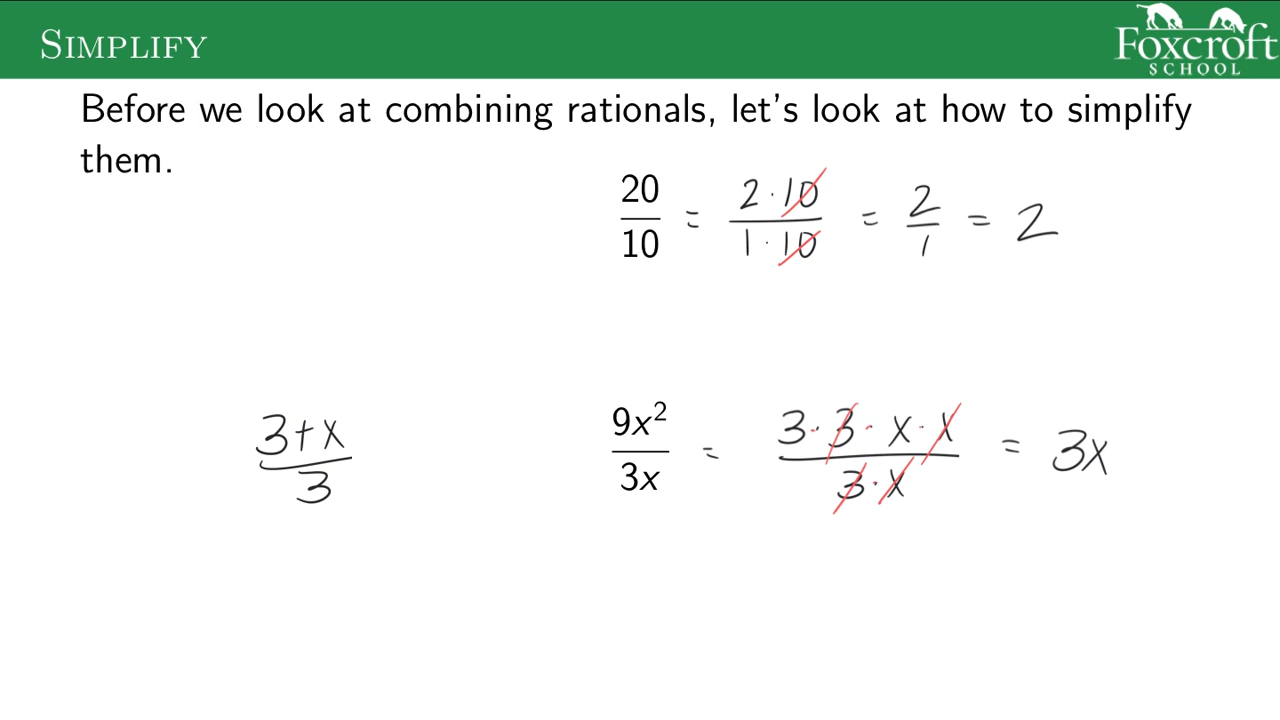 SIMPLIFY
Foxcroft
SCHOOL
Before we look at combining rationals, let's look at how to simplify
them.
20/10 = 2·10/1·10 = 2/1 = 2
3+x/3
9x²/3x = 3·3·x·x/3·x = 3x